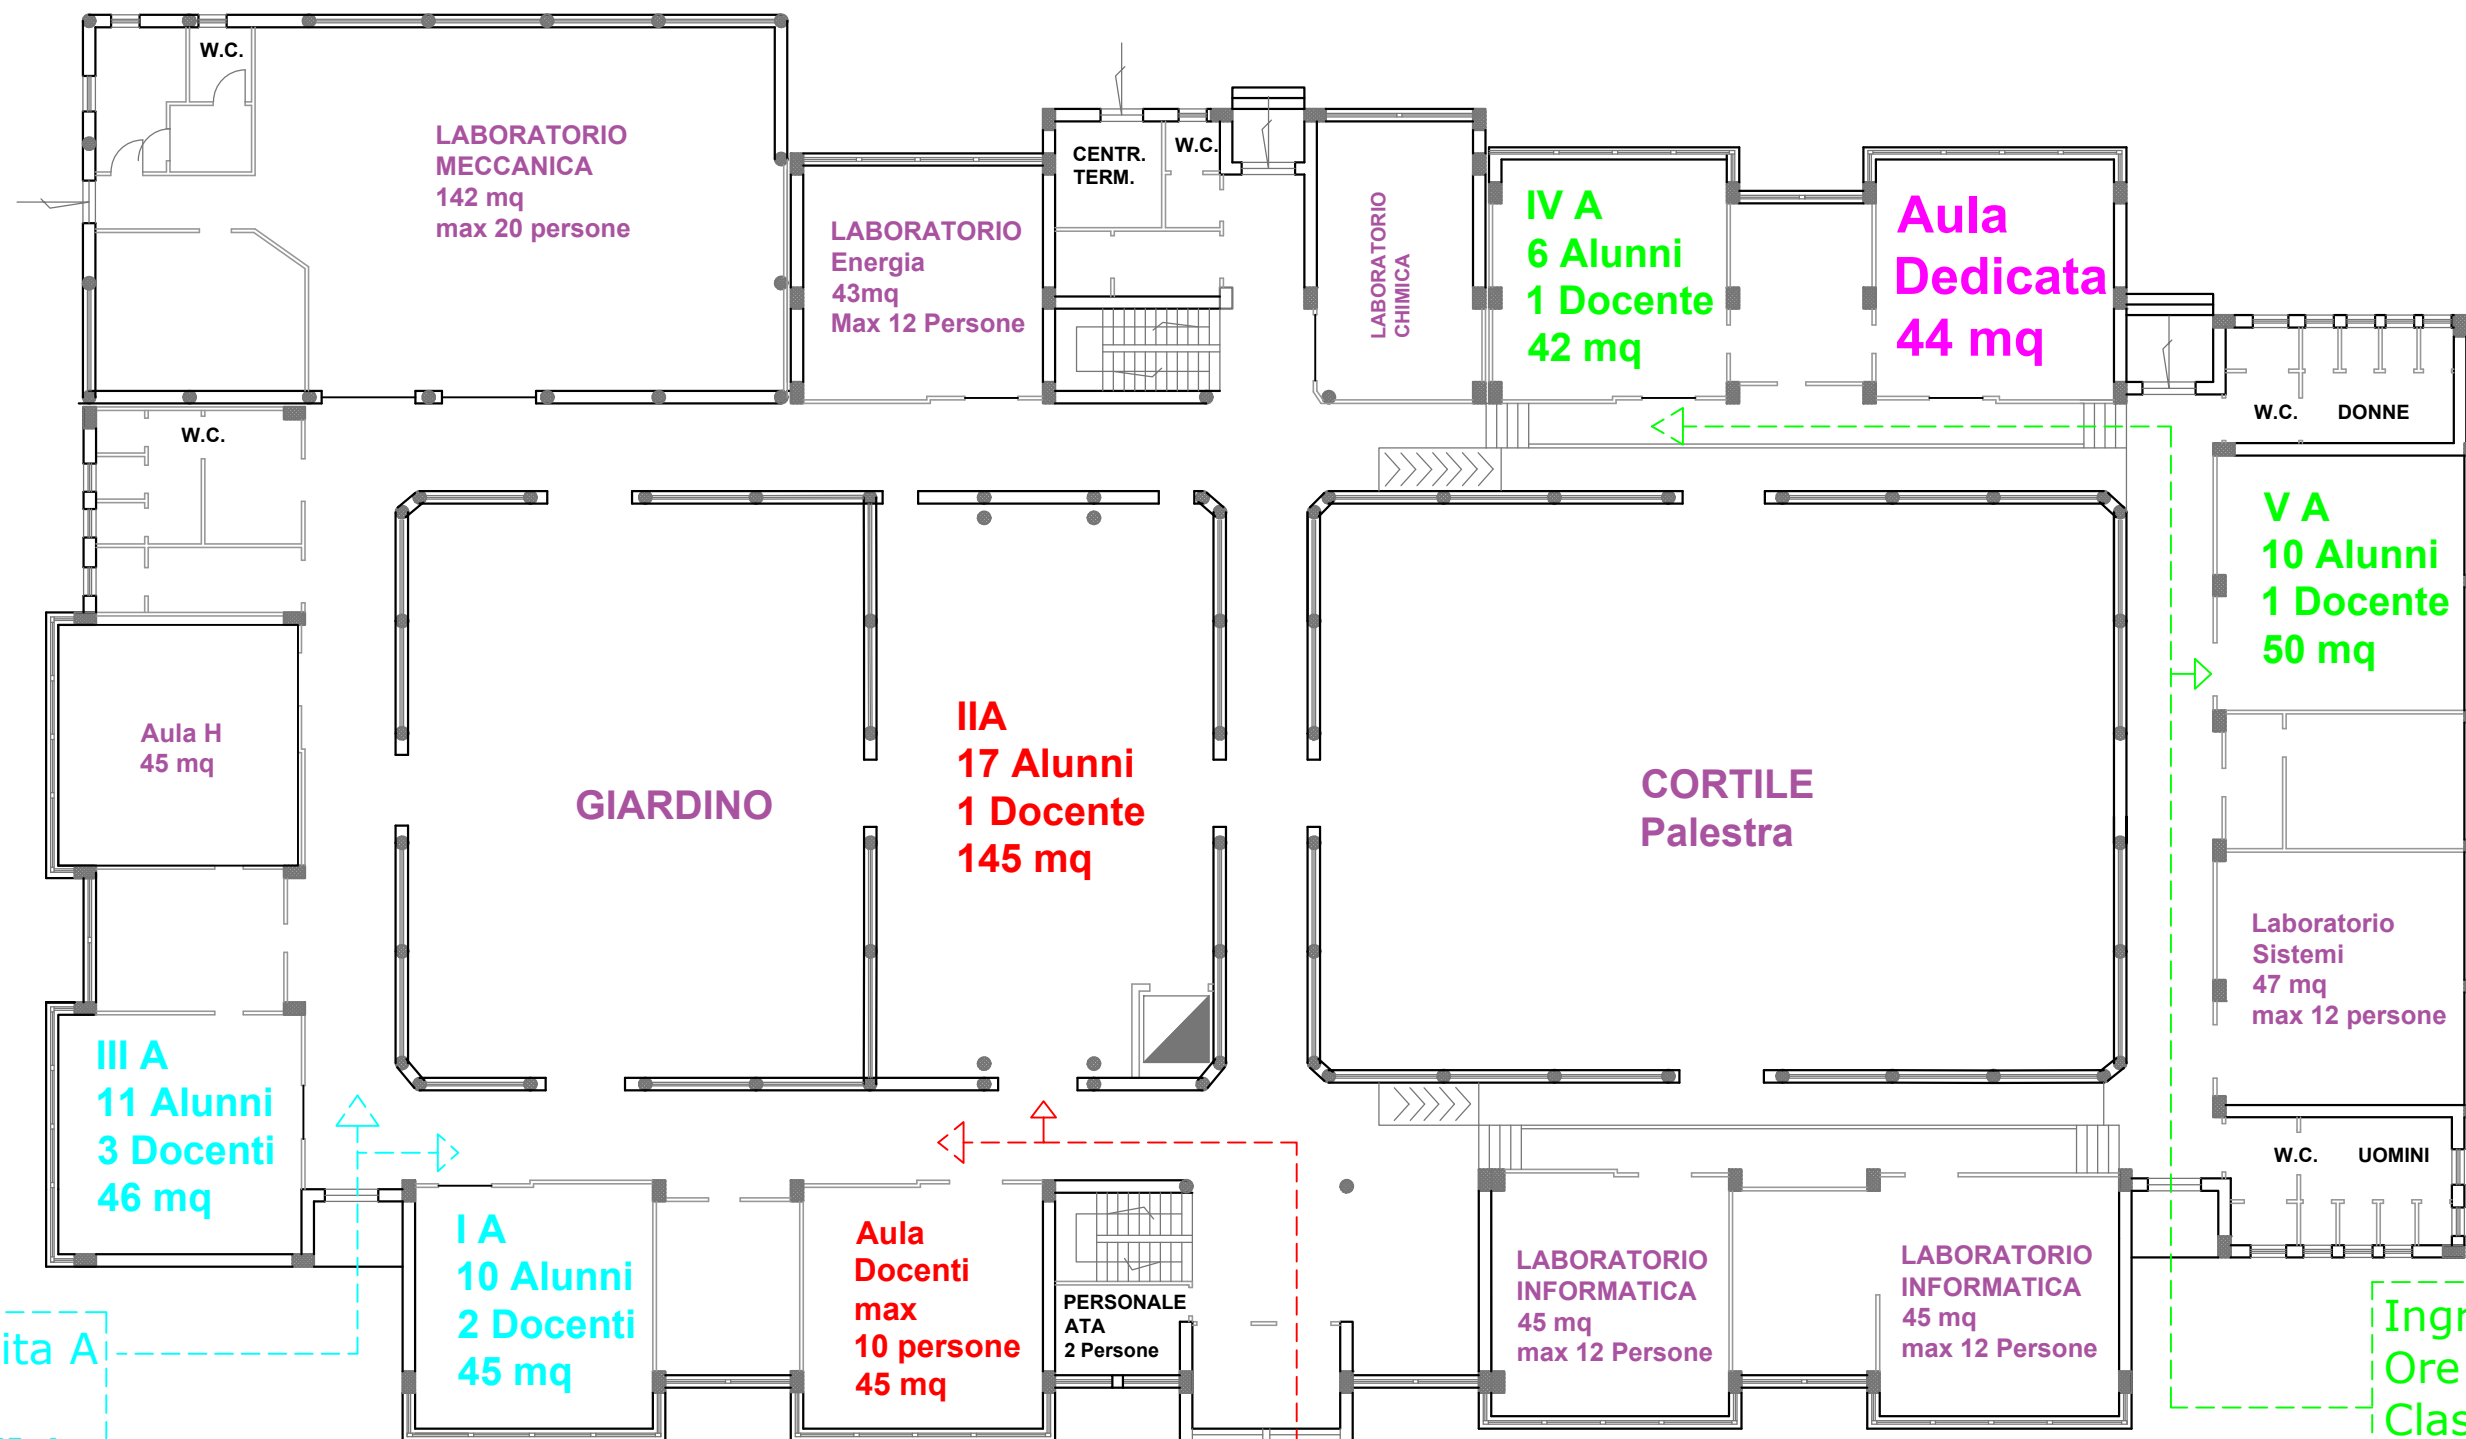 W.C.
LABORATORIO
MECCANICA
142 mq
max 20 persone
LABORATORIO
Energia
43mq
Max 12 Persone
CENTR.
TERM.
W.C.
LABORATORIO
CHIMICA
IV A
6 Alunni
1 Docente
42 mq
Aula
Dedicata
44 mq
W.C. DONNE
W.C.
V A
10 Alunni
1 Docente
50 mq
Aula H
45 mq
GIARDINO
IIA
17 Alunni
1 Docente
145 mq
CORTILE
Palestra
Laboratorio
Sistemi
47 mq
max 12 persone
III A
11 Alunni
3 Docenti
46 mq
W.C. UOMINI
I A
10 Alunni
2 Docenti
45 mq
Aula
Docenti
max
10 persone
45 mq
PERSONALE
ATA
2 Persone
LABORATORIO
INFORMATICA
45 mq
max 12 Persone
LABORATORIO
INFORMATICA
45 mq
max 12 Persone
ita A
Ingr
Ore
Clas